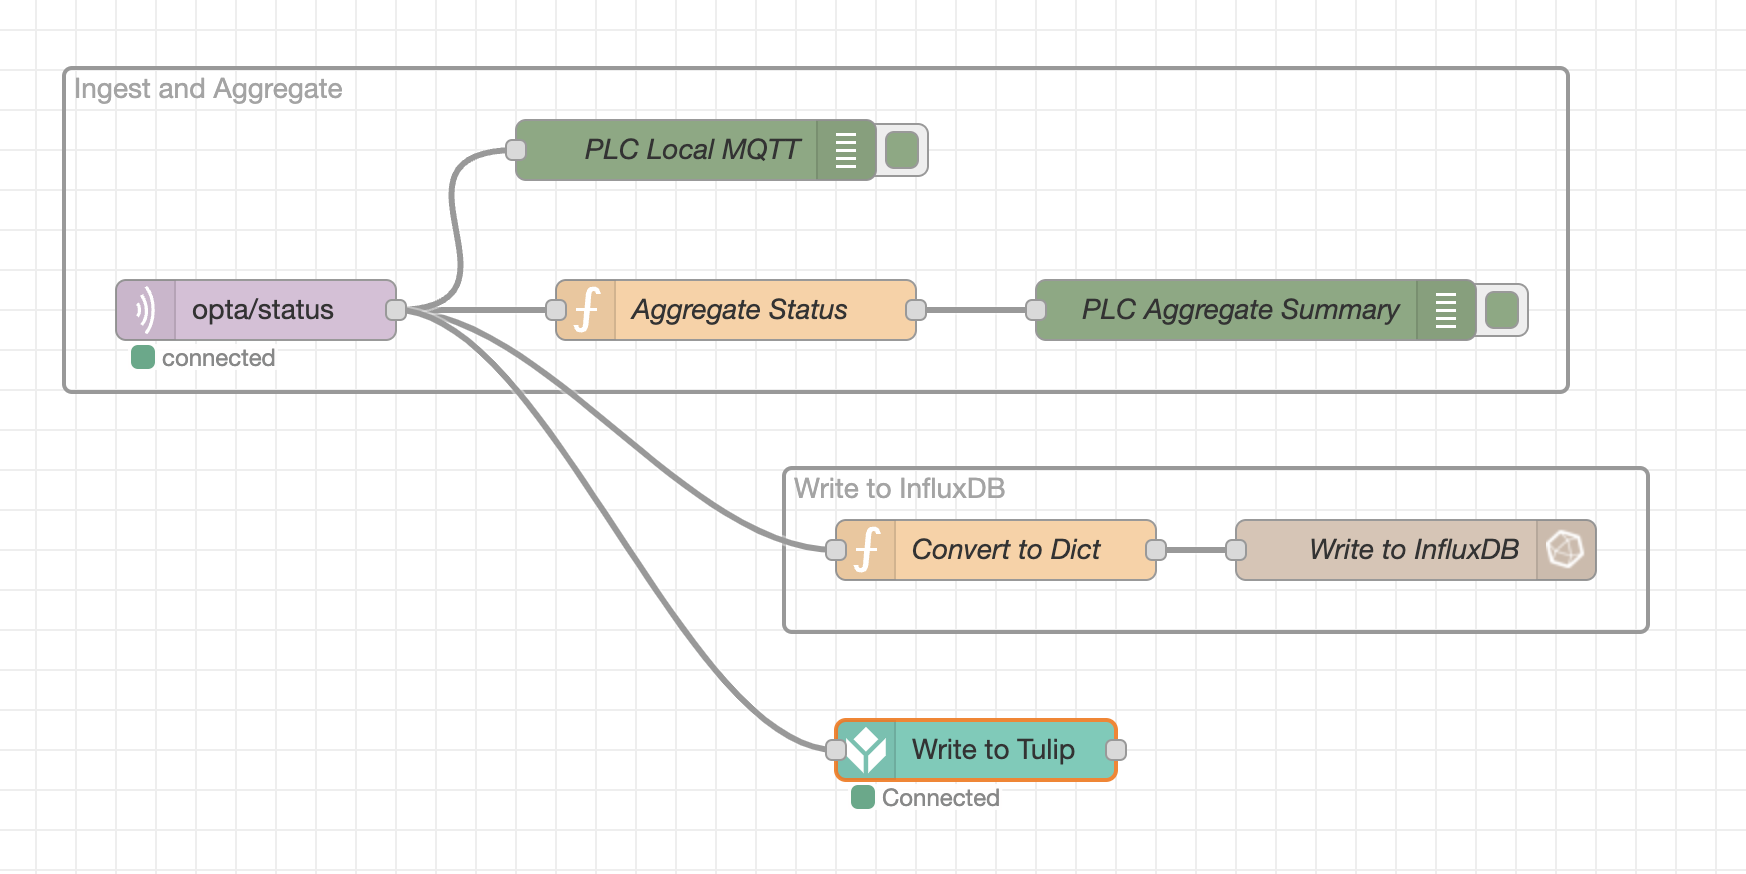 Ingest and Aggregate
PLC Local MQTT
opta/status
Aggregate Status
PLC Aggregate Summary
connected
Write to InfluxDB
Convert to Dict
Write to InfluxDB
Write to Tulip
Connected